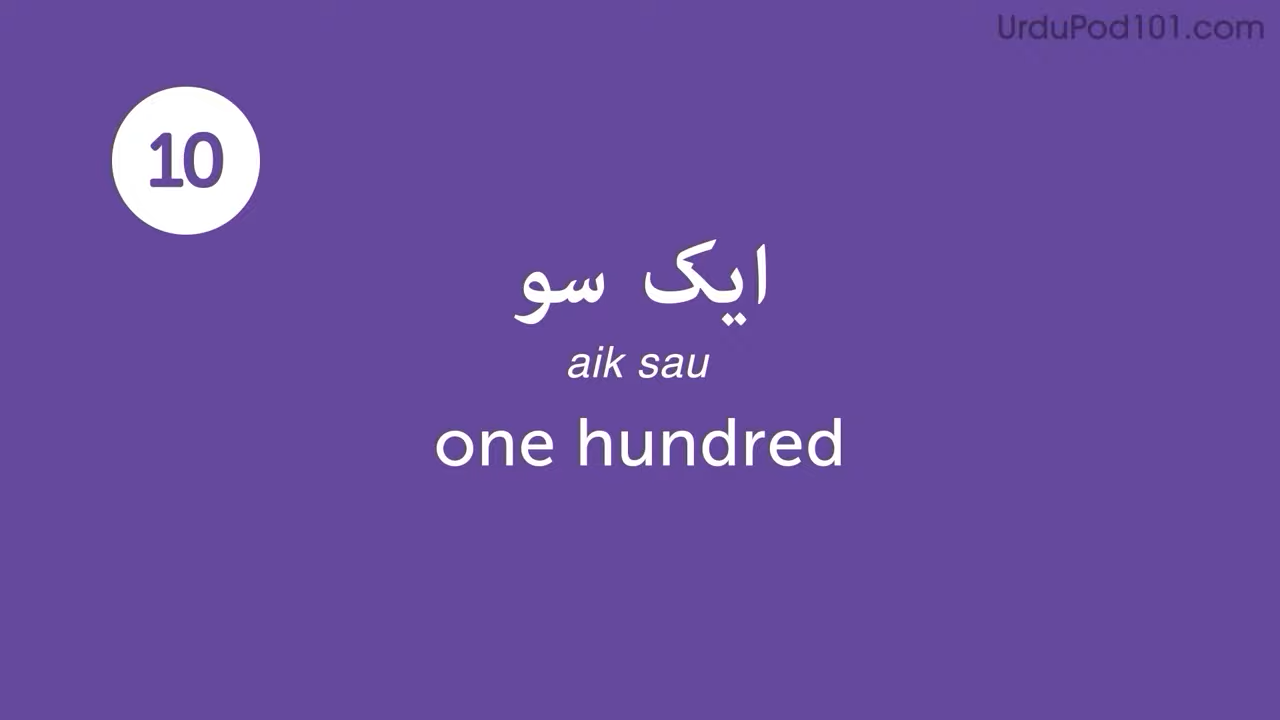 UrduPod101.com
10
ایک سو
aik sau
one hundred